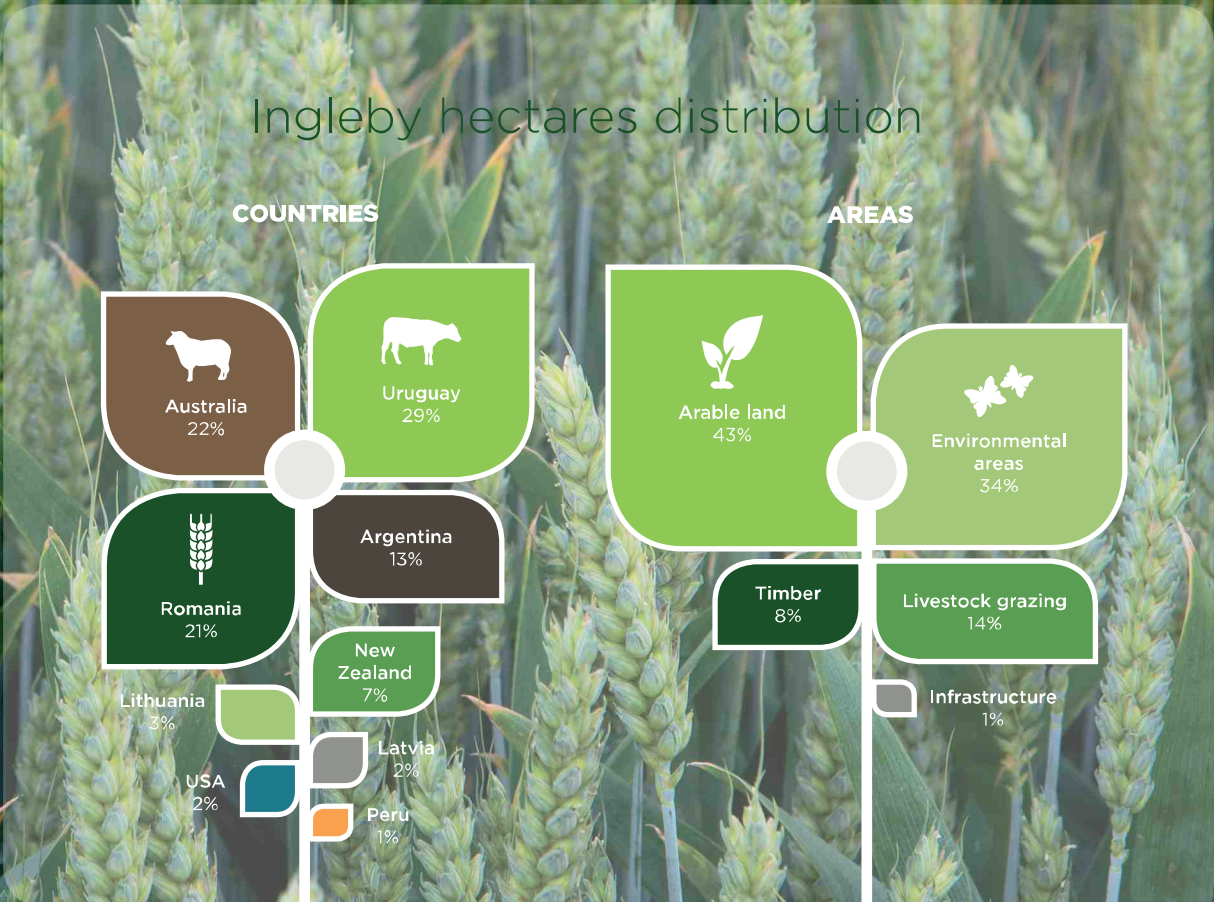 Ingleby hectares distribution
COUNTRIES
Australia
22%
Uruguay
29%
Romania
21%
Argentina
13%
New
Zealand
7%
Lithuania
3%
Latvia
2%
USA
2%
Peru
1%
AREAS
Arable land
43%
Environmental
areas
34%
Timber
8%
Livestock grazing
14%
Infrastructure
1%